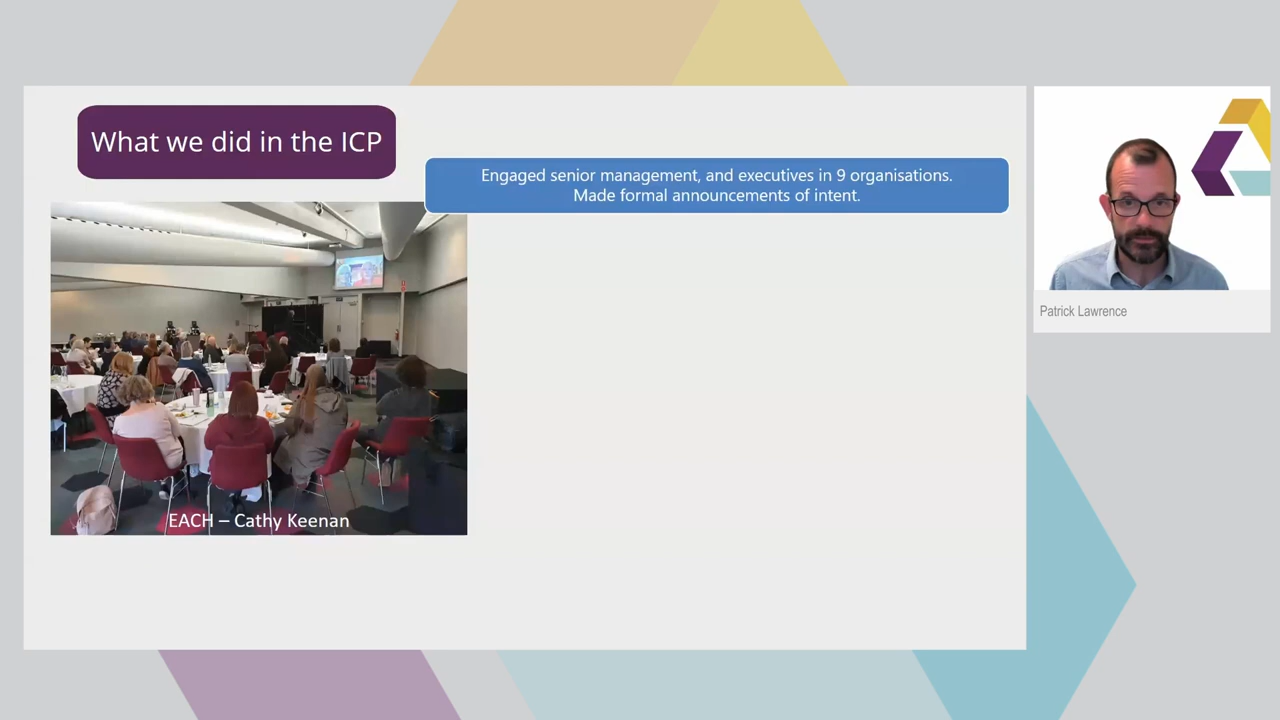 What we did in the ICP
Engaged senior management, and executives in 9 organisations.
Made formal announcements of intent.
Patrick Lawrence
EACH – Cathy Keenan